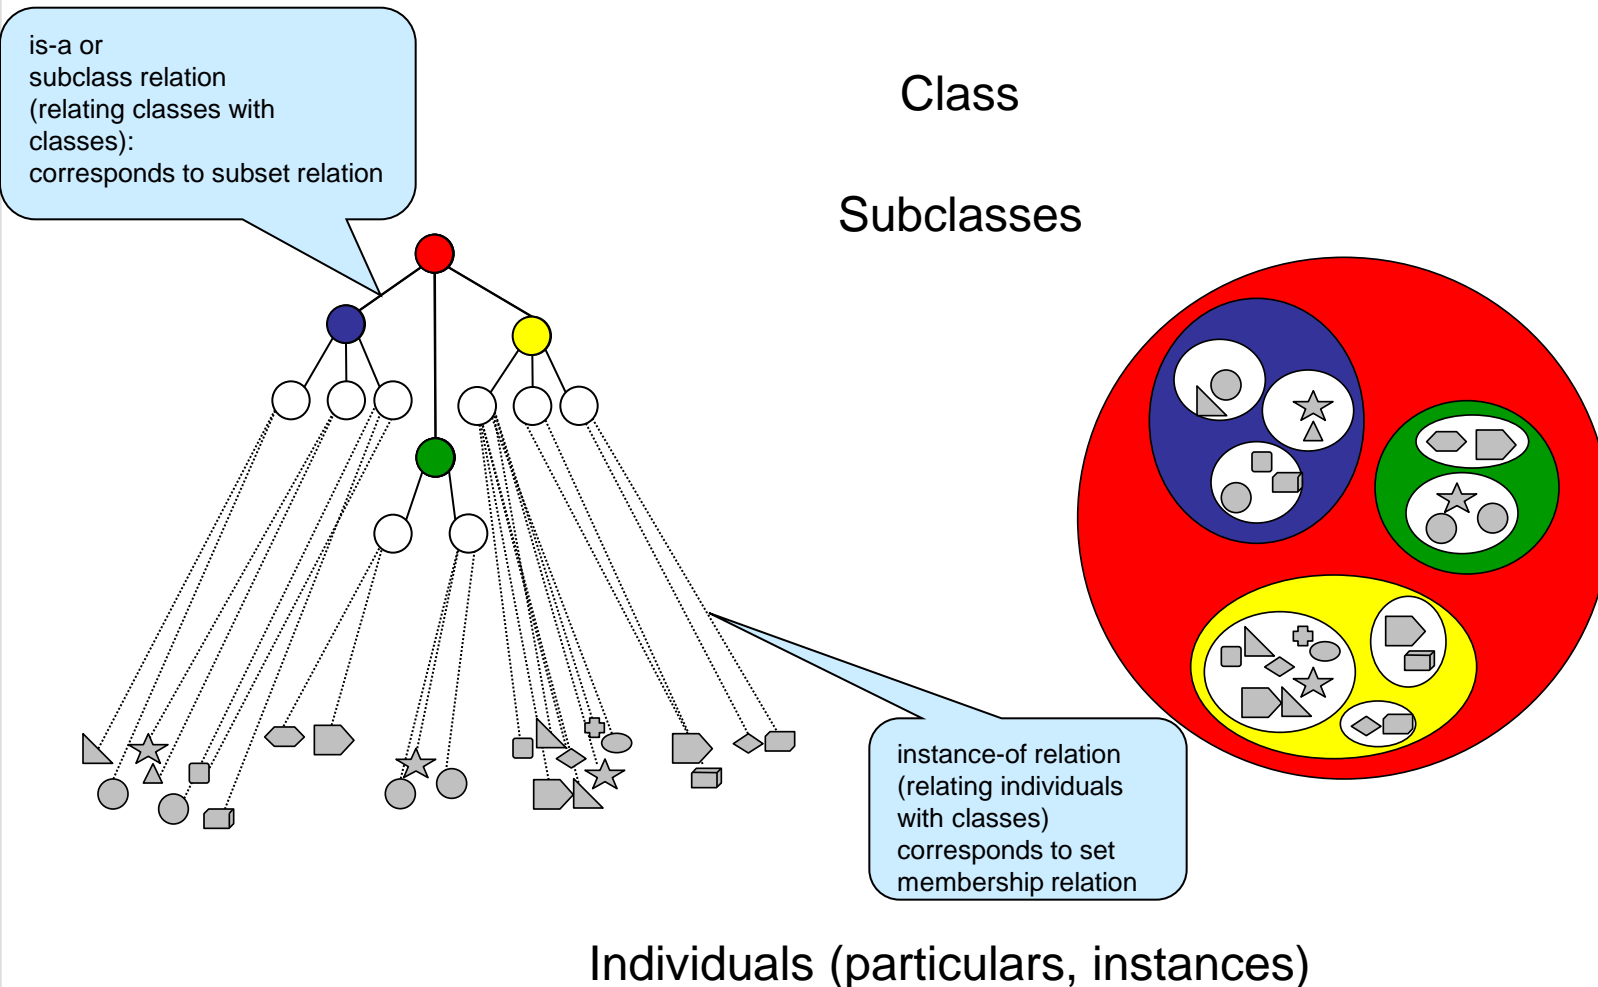 is-a or
subclass relation
(relating classes with
classes):
corresponds to subset relation
Class
Subclasses
instance-of relation
(relating individuals
with classes)
corresponds to set
membership relation
Individuals (particulars, instances)